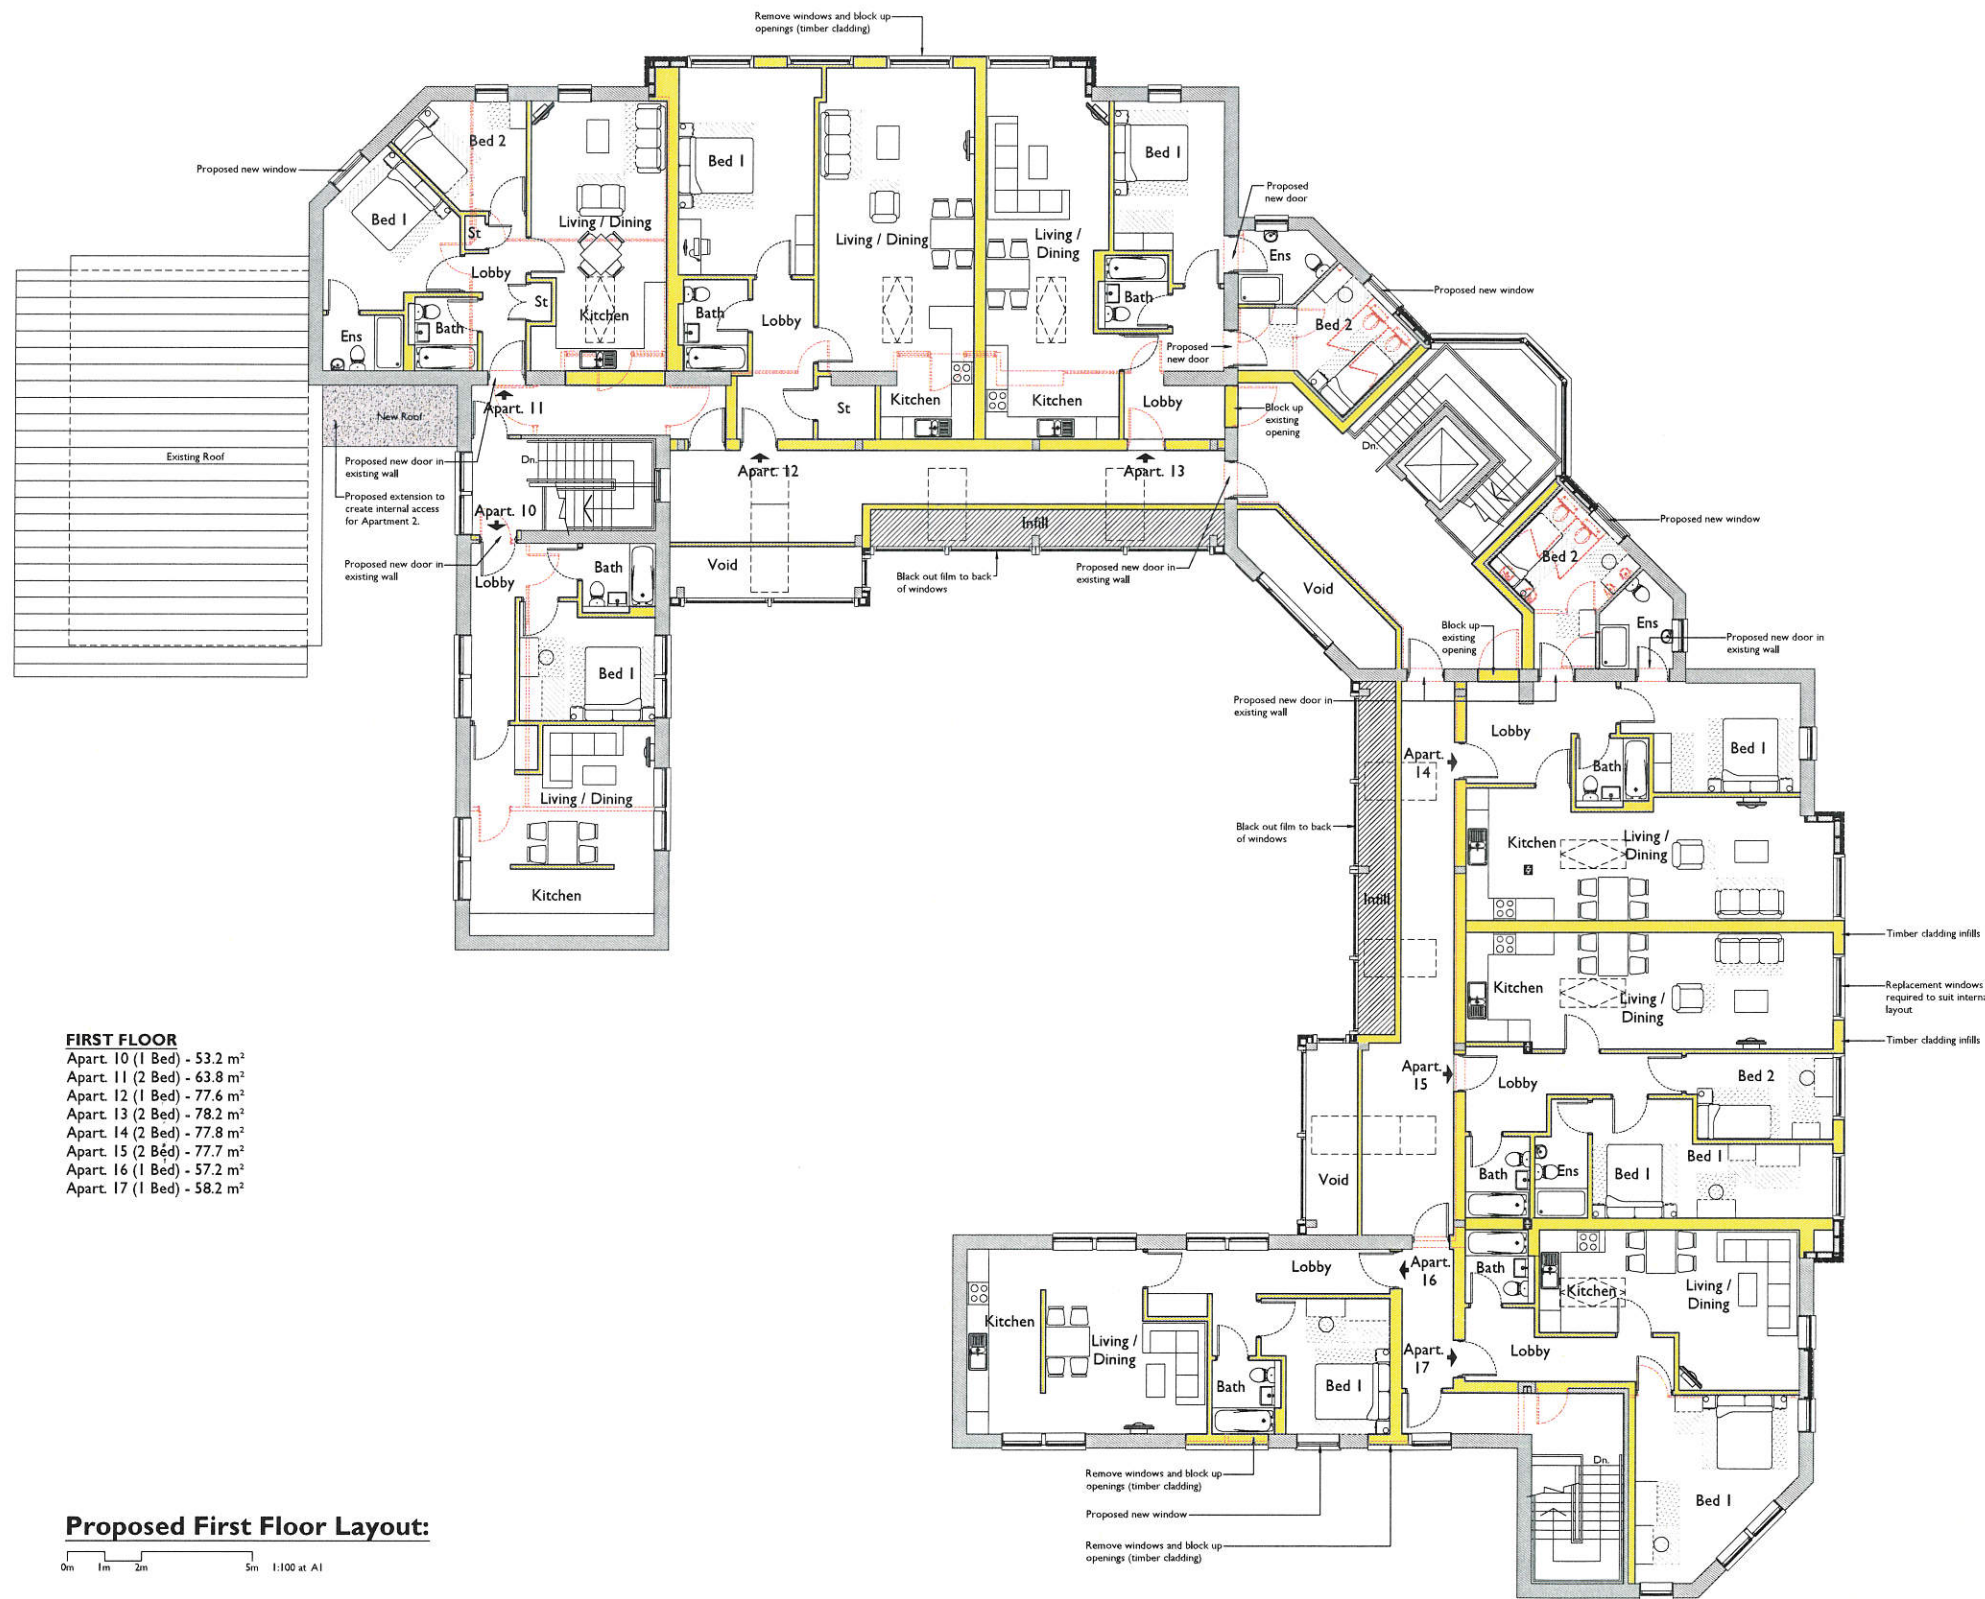 Remove windows and block up
openings (timber cladding)
Proposed new window
Bed 2
Bed 1
St
Living / Dining
Lobby
St
Kitchen
Ens
Bath
Bed 1
Bath
Lobby
Living / Dining
Kitchen
St
Living /
Dining
Kitchen
Bed 1
Bath
Lobby
Proposed
new door
Ens
Proposed new window
Bed 2
Proposed
new door
Block up
existing
opening
Dn.
New Roof
Existing Roof
Apart. 11
Apart. 12
Apart. 13
Proposed new door in
existing wall
Proposed extension to
create internal access
for Apartment 2.
Dn.
Apart. 10
Proposed new door in
existing wall
Lobby
Bath
Bed 1
Living / Dining
Kitchen
Void
Infill
Black out film to back
of windows
Proposed new door in
existing wall
Void
Proposed new window
Bed 2
Ens
Block up
existing
opening
Proposed new door in
existing wall
Proposed new door in
existing wall
Lobby
Bath
Bed 1
Apart.
14
Black out film to back
of windows
Infill
Kitchen
Living /
Dining
Timber cladding infills
Kitchen
Living /
Dining
Replacement windows
required to suit interna
layout
Timber cladding infills
Apart.
15
Lobby
Bed 2
Bath
Ens
Bed 1
Bed 1
Void
Lobby
Apart.
16
Bath
Kitchen
Living /
Dining
Kitchen
Living /
Dining
Bath
Bed 1
Apart.
17
Lobby
Dn.
Bed 1
Remove windows and block up
openings (timber cladding)
Proposed new window
Remove windows and block up
openings (timber cladding)
FIRST FLOOR
Apart. 10 (1 Bed) - 53.2 m²
Apart. 11 (2 Bed) - 63.8 m²
Apart. 12 (1 Bed) - 77.6 m²
Apart. 13 (2 Bed) - 78.2 m²
Apart. 14 (2 Bed) - 77.8 m²
Apart. 15 (2 Bed) - 77.7 m²
Apart. 16 (1 Bed) - 57.2 m²
Apart. 17 (1 Bed) - 58.2 m²
Proposed First Floor Layout:
0m 1m 2m 5m 1:100 at A1